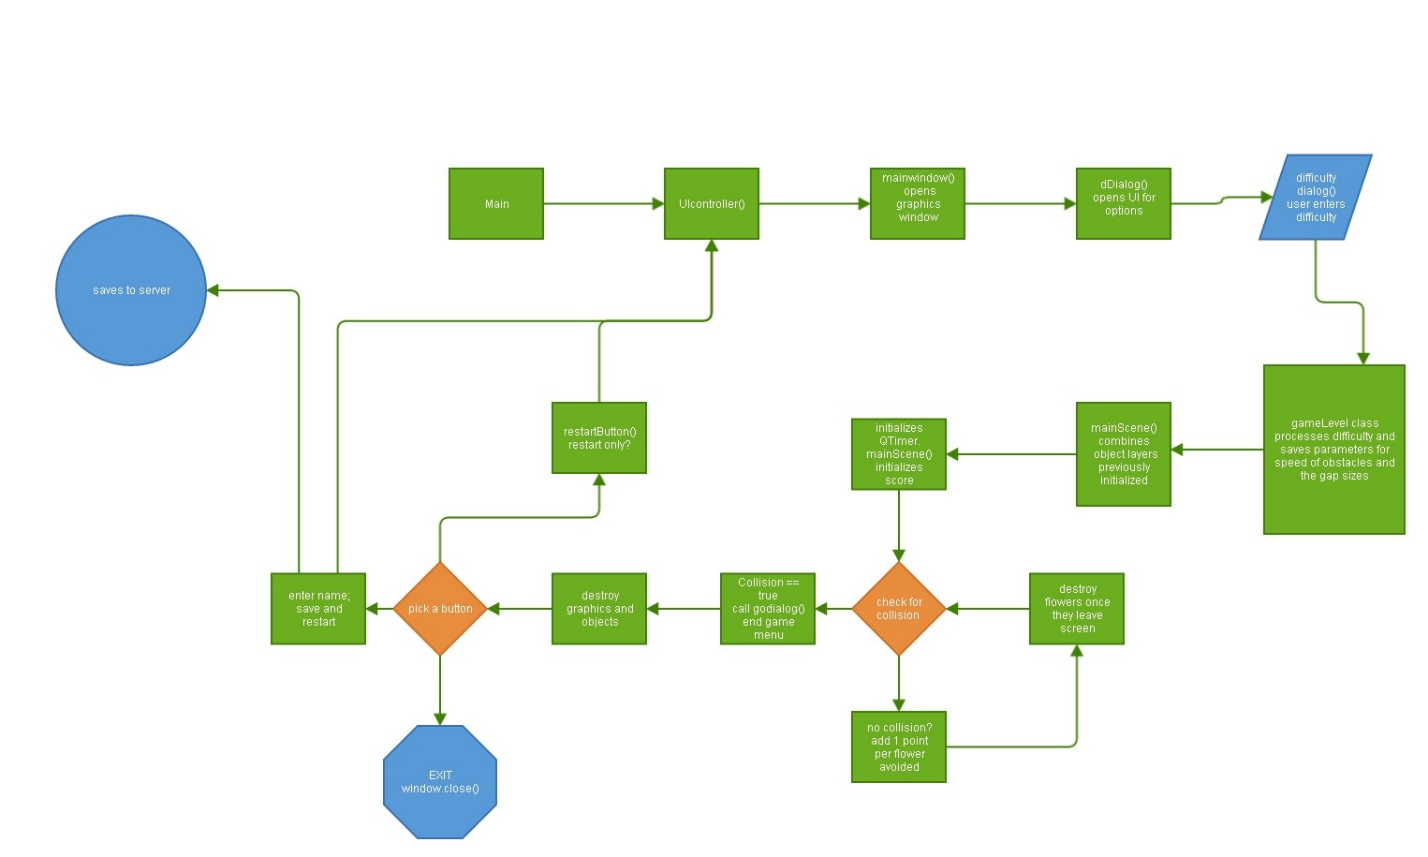 Main
UIcontroller()
mainwindow()
opens
graphics
window
dDialog()
opens UI for
options
difficulty
dialog()
user enters
difficulty
saves to server
gameLevel class
processes difficulty and
saves parameters for
speed of obstacles and
the gap sizes
mainScene()
combines
object layers
previously
initialized
initializes
QTimer.
mainScene()
initializes
score
restartButton()
restart only?
enter name;
save and
restart
pick a button
destroy
graphics and
objects
Collision ==
true
call godialog()
end game
menu
check for
collision
destroy
flowers once
they leave
screen
no collision?
add 1 point
per flower
avoided
EXIT
window.close()